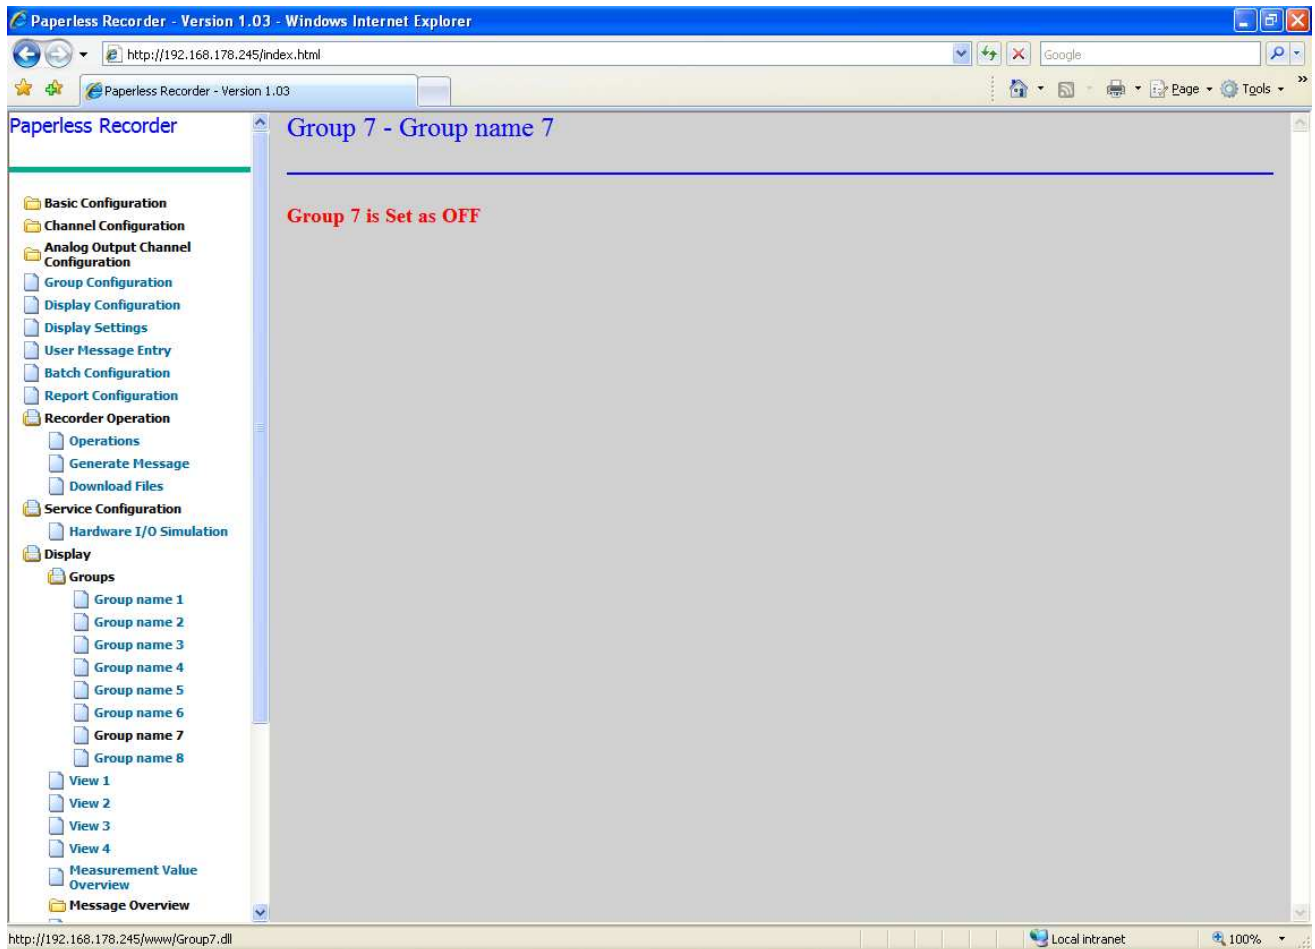 Paperless Recorder - Version 1.03 - Windows Internet Explorer
http://192.168.178.245/index.html
Google
Paperless Recorder - Version 1.03
Page
Tools
Paperless Recorder
Basic Configuration
Channel Configuration
Analog Output Channel
Configuration
Group Configuration
Display Configuration
Display Settings
User Message Entry
Batch Configuration
Report Configuration
Recorder Operation
Operations
Generate Message
Download Files
Service Configuration
Hardware I/O Simulation
Display
Groups
Group name 1
Group name 2
Group name 3
Group name 4
Group name 5
Group name 6
Group name 7
Group name 8
View 1
View 2
View 3
View 4
Measurement Value
Overview
Message Overview
Group 7 - Group name 7
Group 7 is Set as OFF
http://192.168.178.245/www/Group7.dll
Local intranet
100%